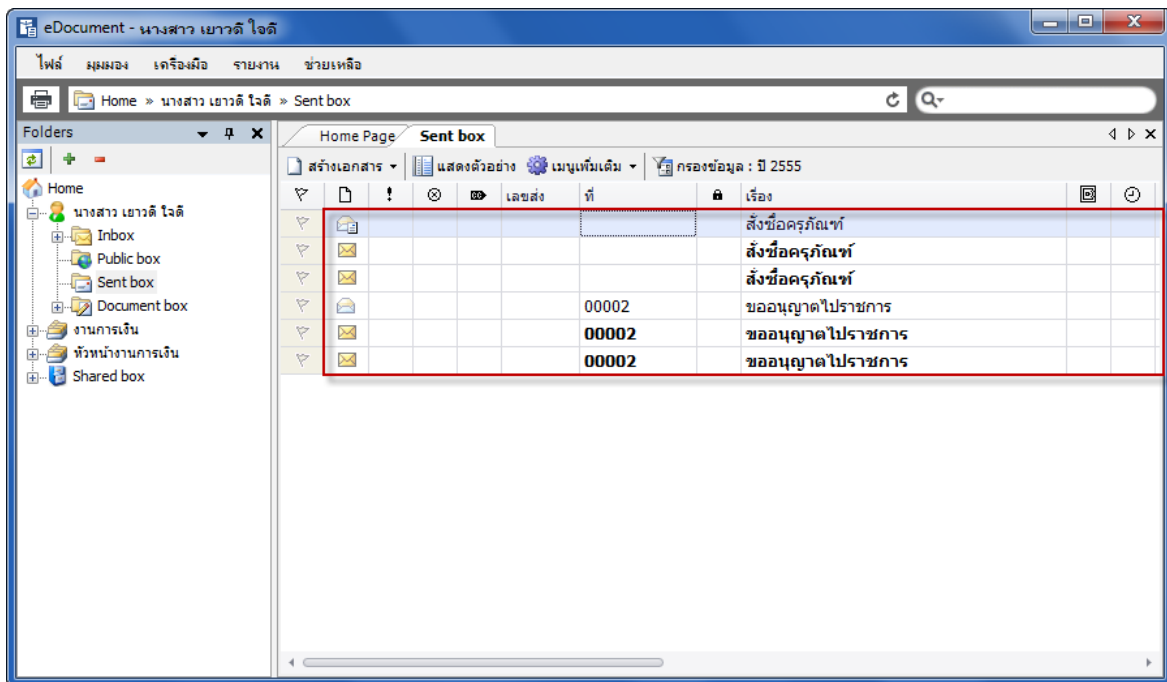 eDocument - นางสาว เยาวดี ใจดี
ไฟล์ มุมมอง เครื่องมือ รายงาน ช่วยเหลือ
Home » นางสาว เยาวดี ใจดี » Sent box
Folders
Home Page Sent box
สร้างเอกสาร แสดงตัวอย่าง เมนูเพิ่มเติม กรองข้อมูล : ปี 2555
Home
นางสาว เยาวดี ใจดี
Inbox
Public box
Sent box
Document box
งานการเงิน
หัวหน้างานการเงิน
Shared box
! เลขส่ง ที่ เรื่อง
สั่งซื้อครุภัณฑ์
สั่งซื้อครุภัณฑ์
สั่งซื้อครุภัณฑ์
00002 ขออนุญาตไปราชการ
00002 ขออนุญาตไปราชการ
00002 ขออนุญาตไปราชการ